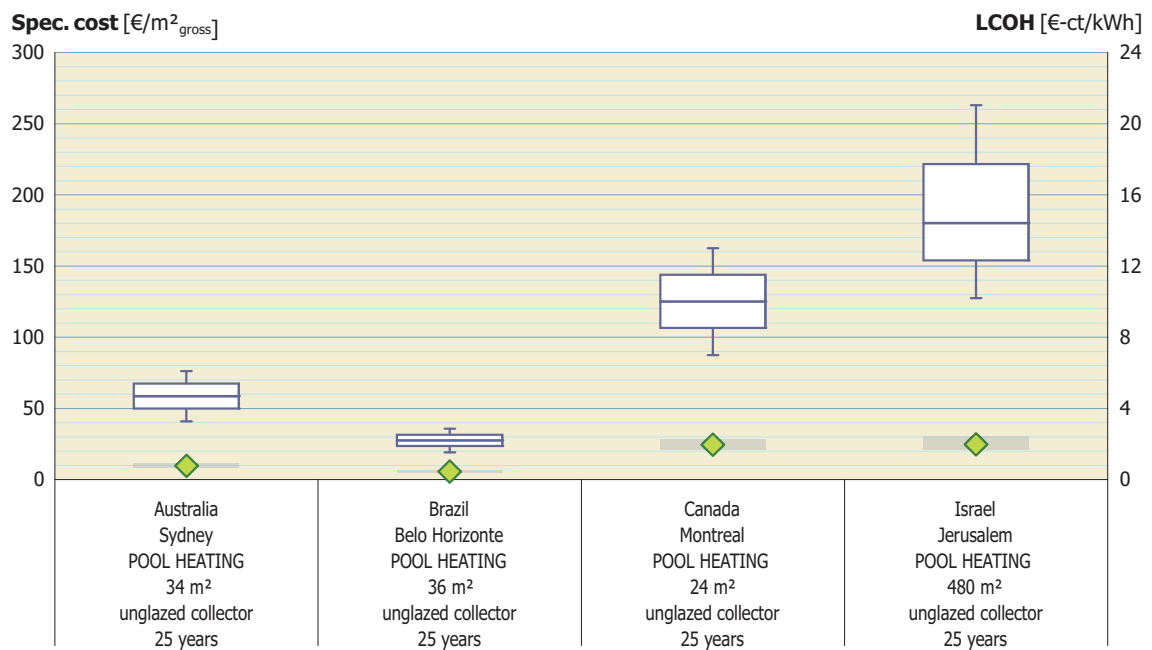 Spec. cost [€/m²gross] LCOH [€-ct/kWh]
300 24
250 20
200 16
150 12
100 8
50 4
0 0
Australia Brazil Canada Israel
Sydney Belo Horizonte Montreal Jerusalem
POOL HEATING POOL HEATING POOL HEATING POOL HEATING
34 m² 36 m² 24 m² 480 m²
unglazed collector unglazed collector unglazed collector unglazed collector
25 years 25 years 25 years 25 years